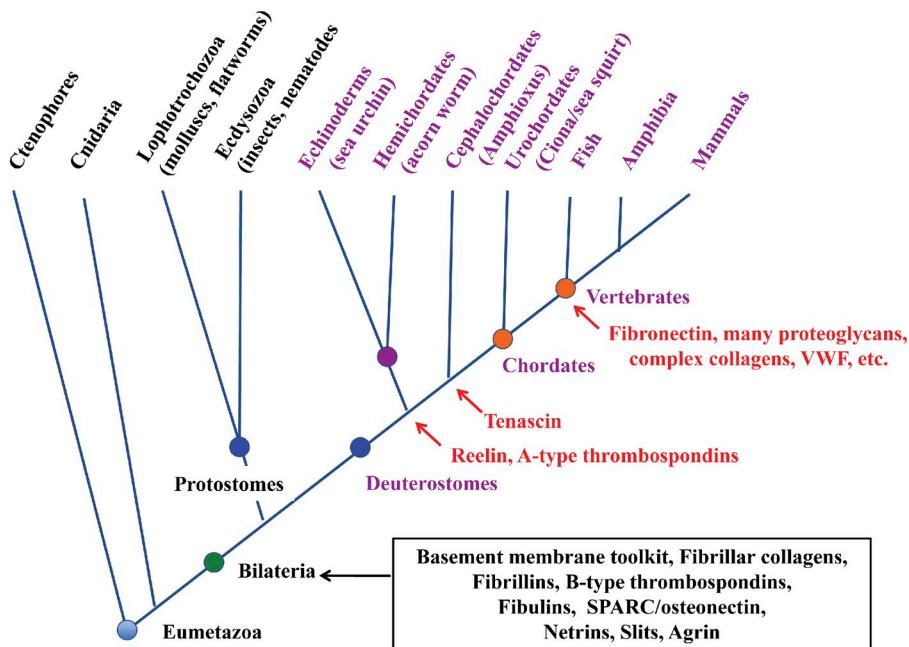 Ctenophores
Cnidaria
Lophotrochozoa
(molluscs, flatworms)
Ecdysozoa
(insects, nematodes
Echinoderms
(sea urchin)
Hemichordates
(acorn worm)
Cephalochordates
(Amphioxus)
Urochordates
(Ciona/sea squirt)
Fish
Amphibia
Mammals
Vertebrates
Fibronectin, many proteoglycans,
complex collagens, VWF, etc.
Chordates
Tenascin
Reelin, A-type thrombospondins
Protostomes
Deuterostomes
Bilateria
Basement membrane toolkit, Fibrillar collagens,
Fibrillins, B-type thrombospondins,
Fibulins, SPARC/osteonectin,
Netrins, Slits, Agrin
Eumetazoa